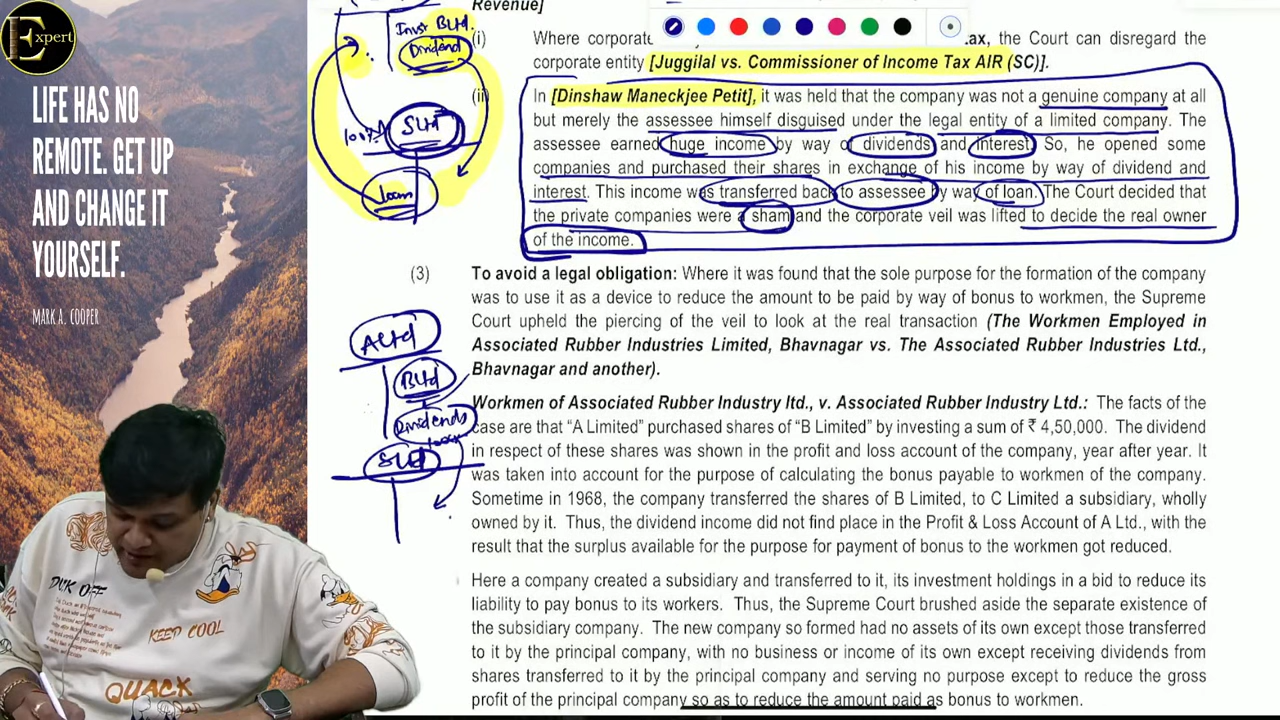 Expert
LIFE HAS NO
REMOTE. GET UP
AND CHANGE IT
YOURSELF.
MARK A. COOPER
DUCK OFF
KEEP COOL
QUACK
Revenue]
(i) Where corporate tax, the Court can disregard the
corporate entity [Juggilal vs. Commissioner of Income Tax AIR (SC)].
(ii) In [Dinshaw Maneckjee Petit], it was held that the company was not a genuine company at all
but merely the assessee himself disguised under the legal entity of a limited company. The
assessee earned huge income by way of dividends and interest. So, he opened some
companies and purchased their shares in exchange of his income by way of dividend and
interest. This income was transferred back to assessee by way of loan. The Court decided that
the private companies were a sham and the corporate veil was lifted to decide the real owner
of the income.
(3) To avoid a legal obligation: Where it was found that the sole purpose for the formation of the company
was to use it as a device to reduce the amount to be paid by way of bonus to workmen, the Supreme
Court upheld the piercing of the veil to look at the real transaction (The Workmen Employed in
Associated Rubber Industries Limited, Bhavnagar vs. The Associated Rubber Industries Ltd.,
Bhavnagar and another).
Workmen of Associated Rubber Industry ltd., v. Associated Rubber Industry Ltd.: The facts of the
case are that “A Limited” purchased shares of “B Limited” by investing a sum of ₹ 4,50,000. The dividend
in respect of these shares was shown in the profit and loss account of the company, year after year. It
was taken into account for the purpose of calculating the bonus payable to workmen of the company.
Sometime in 1968, the company transferred the shares of B Limited, to C Limited a subsidiary, wholly
owned by it. Thus, the dividend income did not find place in the Profit & Loss Account of A Ltd., with the
result that the surplus available for the purpose for payment of bonus to the workmen got reduced.
Here a company created a subsidiary and transferred to it, its investment holdings in a bid to reduce its
liability to pay bonus to its workers. Thus, the Supreme Court brushed aside the separate existence of
the subsidiary company. The new company so formed had no assets of its own except those transferred
to it by the principal company, with no business or income of its own except receiving dividends from
shares transferred to it by the principal company and serving no purpose except to reduce the gross
profit of the principal company so as to reduce the amount paid as bonus to workmen.
Invst BLtd.
Dividend
100%
SLtd
loan
ALtd
BLtd
Dividends
SLtd